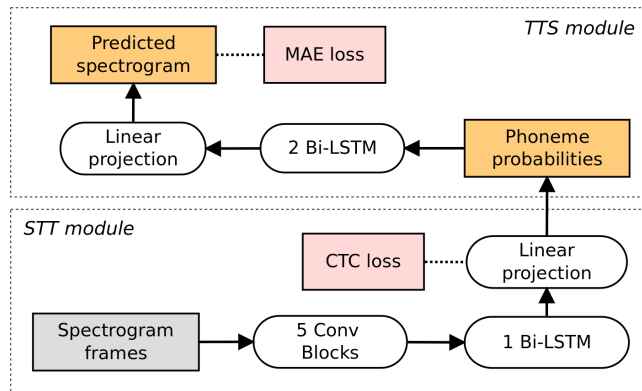 TTS module
Predicted
spectrogram
MAE loss
Linear
projection
2 Bi-LSTM
Phoneme
probabilities
STT module
CTC loss
Linear
projection
Spectrogram
frames
5 Conv
Blocks
1 Bi-LSTM